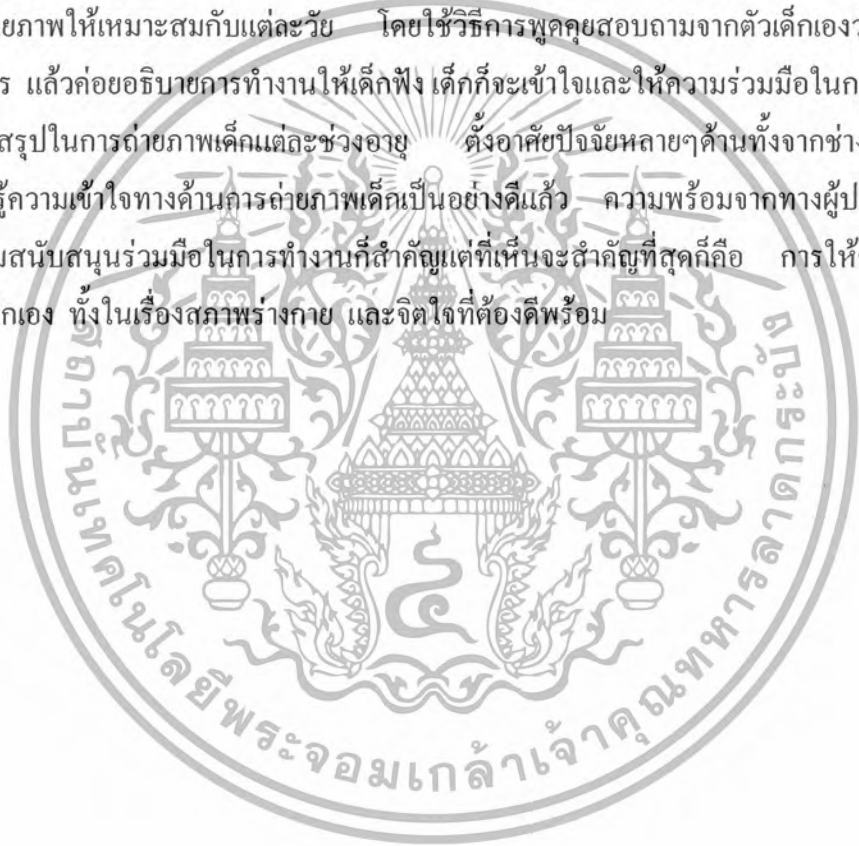 ยภาพให้เหมาะสมกับแต่ละวัย โดยใช้วิธีการพูดคุยสอบถามจากตัวเด็กเอง
ร แล้วค่อยอธิบายการทำงานให้เด็กฟัง เด็กก็จะเข้าใจและให้ความร่วมมือในก
สรุปในการถ่ายภาพเด็กแต่ละช่วงอายุ ตั้งอาศัยปัจจัยหลายๆด้านทั้งจากช่าง
รู้ความเข้าใจทางด้านการถ่ายภาพเด็กเป็นอย่างดีแล้ว ความพร้อมจากทางผู้ป
มสนับสนุนร่วมมือในการทำงานก็สำคัญแต่ที่เห็นจะสำคัญที่สุดก็คือ การให้
กเอง ทั้งในเรื่องสภาพร่างกาย และจิตใจที่ต้องดีพร้อม
สถาบันเทคโนโลยีพระจอมเกล้าเจ้าคุณทหารลาดกระบัง
๔